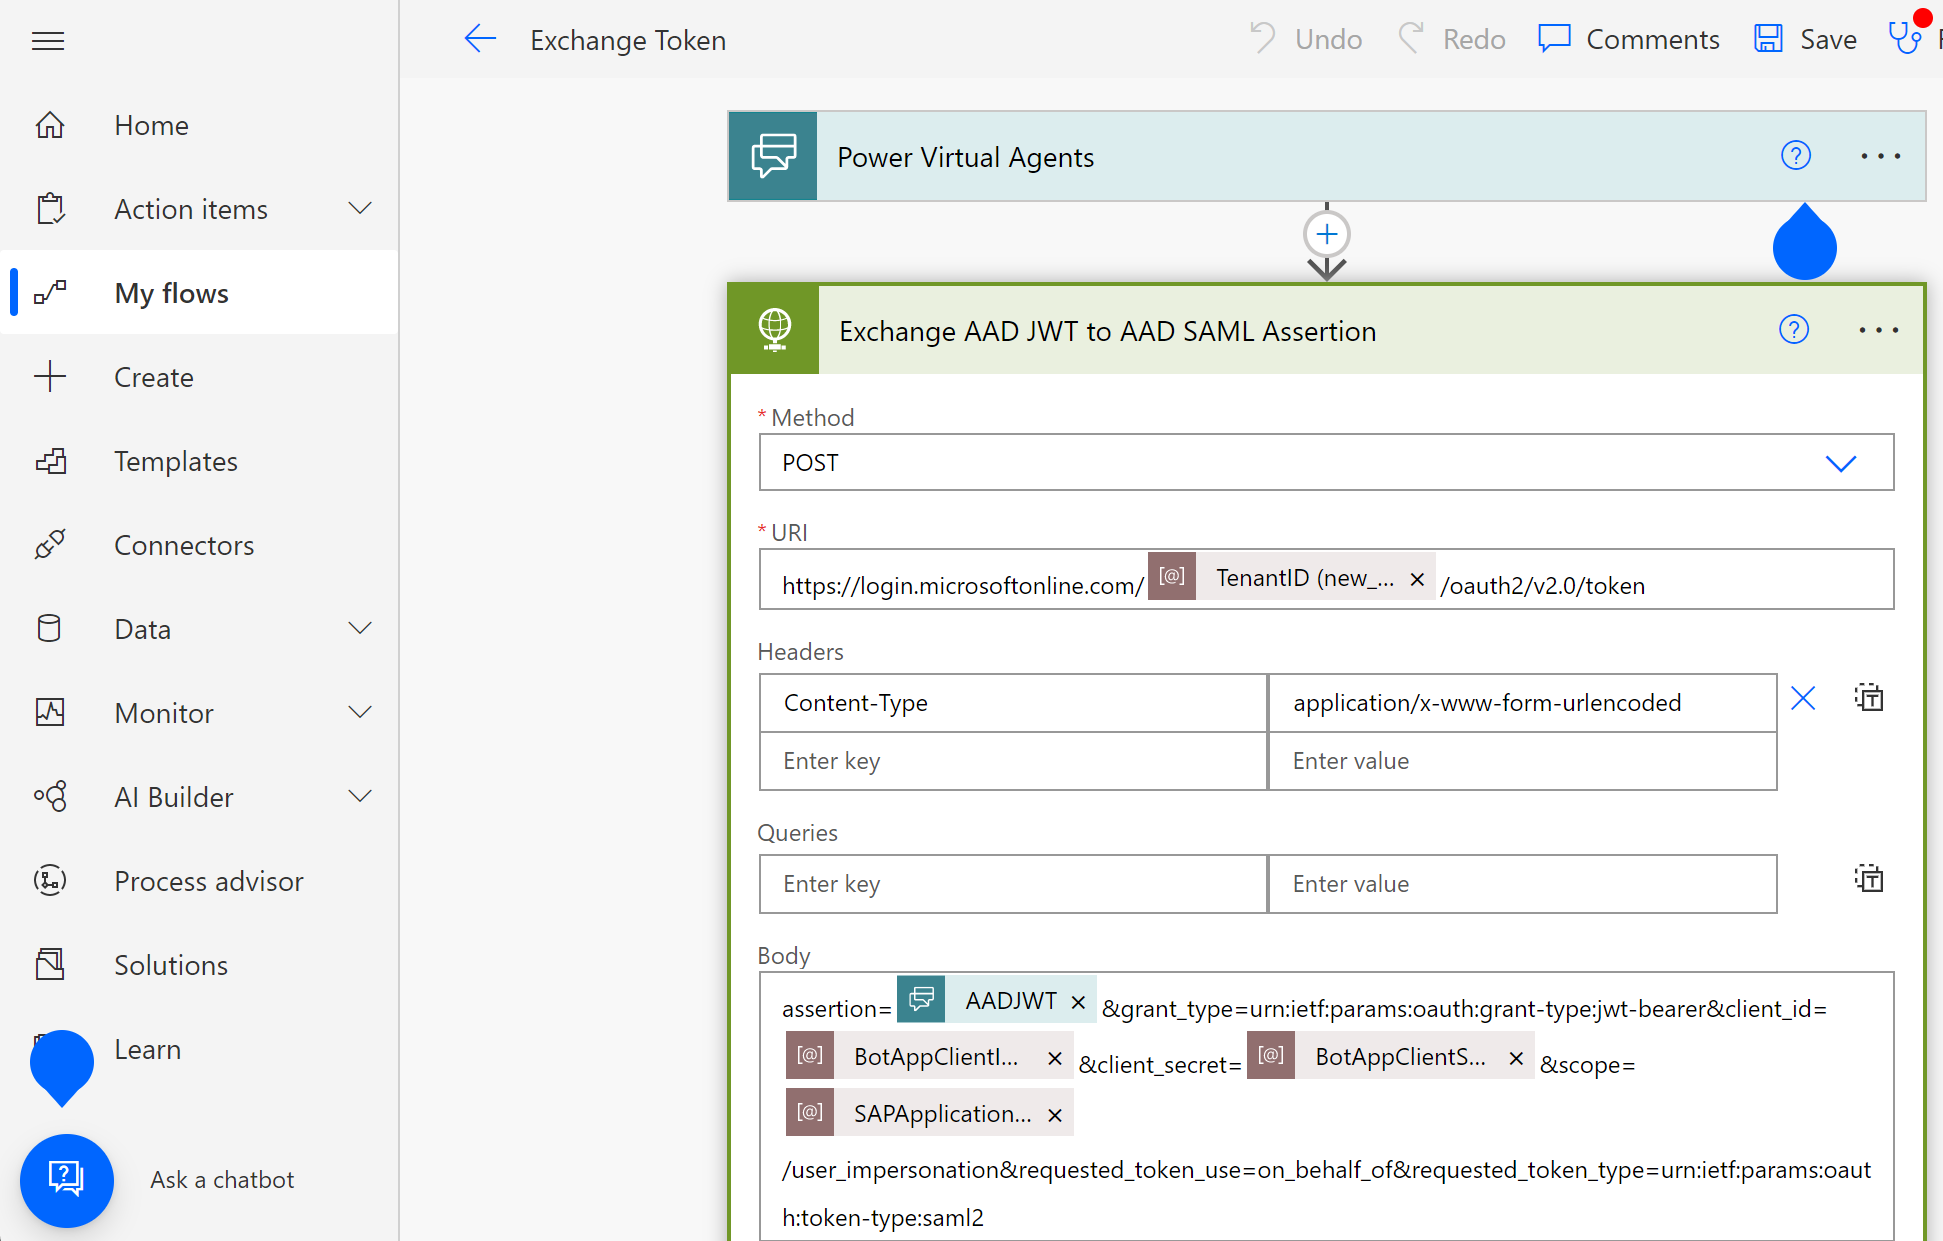 Exchange Token
Undo
Redo
Comments
Save
Home
Action items
My flows
Create
Templates
Connectors
Data
Monitor
AI Builder
Process advisor
Solutions
Learn
Ask a chatbot
Power Virtual Agents
Exchange AAD JWT to AAD SAML Assertion
* Method
POST
* URI
https://login.microsoftonline.com/ [@] TenantID (new_... × /oauth2/v2.0/token
Headers
Content-Type application/x-www-form-urlencoded
Enter key Enter value
Queries
Enter key Enter value
Body
assertion= AADJWT × &grant_type=urn:ietf:params:oauth:grant-type:jwt-bearer&client_id=
[@] BotAppClientI... × &client_secret= [@] BotAppClientS... × &scope=
[@] SAPApplication... ×
/user_impersonation&requested_token_use=on_behalf_of&requested_token_type=urn:ietf:params:oaut
h:token-type:saml2